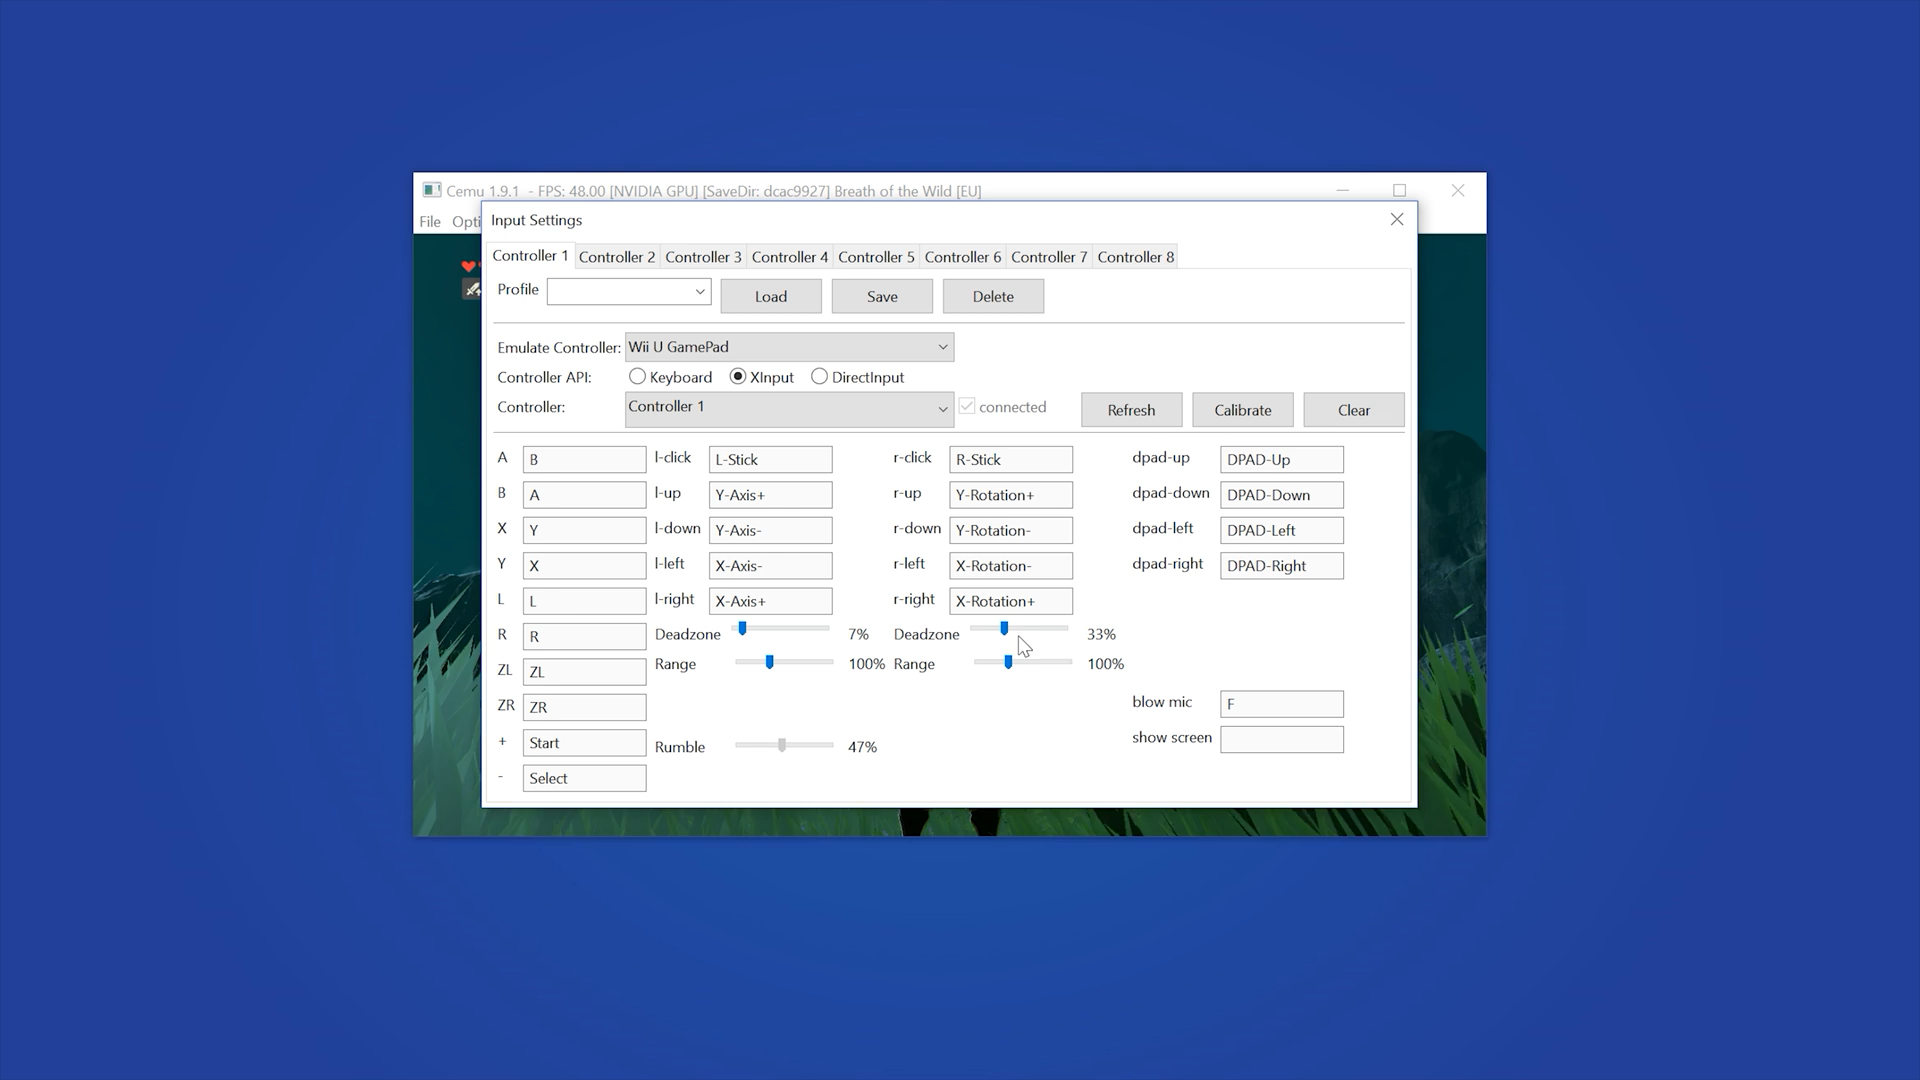 Cemu 1.9.1 - FPS: 48.00 [NVIDIA GPU] [SaveDir: dcac9927] Breath of the Wild [EU]
File Opti
Input Settings
Controller 1 Controller 2 Controller 3 Controller 4 Controller 5 Controller 6 Controller 7 Controller 8
Profile Load Save Delete
Emulate Controller: Wii U GamePad
Controller API: Keyboard XInput DirectInput
Controller: Controller 1 connected Refresh Calibrate Clear
A B l-click L-Stick r-click R-Stick dpad-up DPAD-Up
B A l-up Y-Axis+ r-up Y-Rotation+ dpad-down DPAD-Down
X Y l-down Y-Axis- r-down Y-Rotation- dpad-left DPAD-Left
Y X l-left X-Axis- r-left X-Rotation- dpad-right DPAD-Right
L L l-right X-Axis+ r-right X-Rotation+
R R Deadzone 7% Deadzone 33%
ZL ZL Range 100% Range 100%
ZR ZR blow mic F
+ Start Rumble 47% show screen
- Select